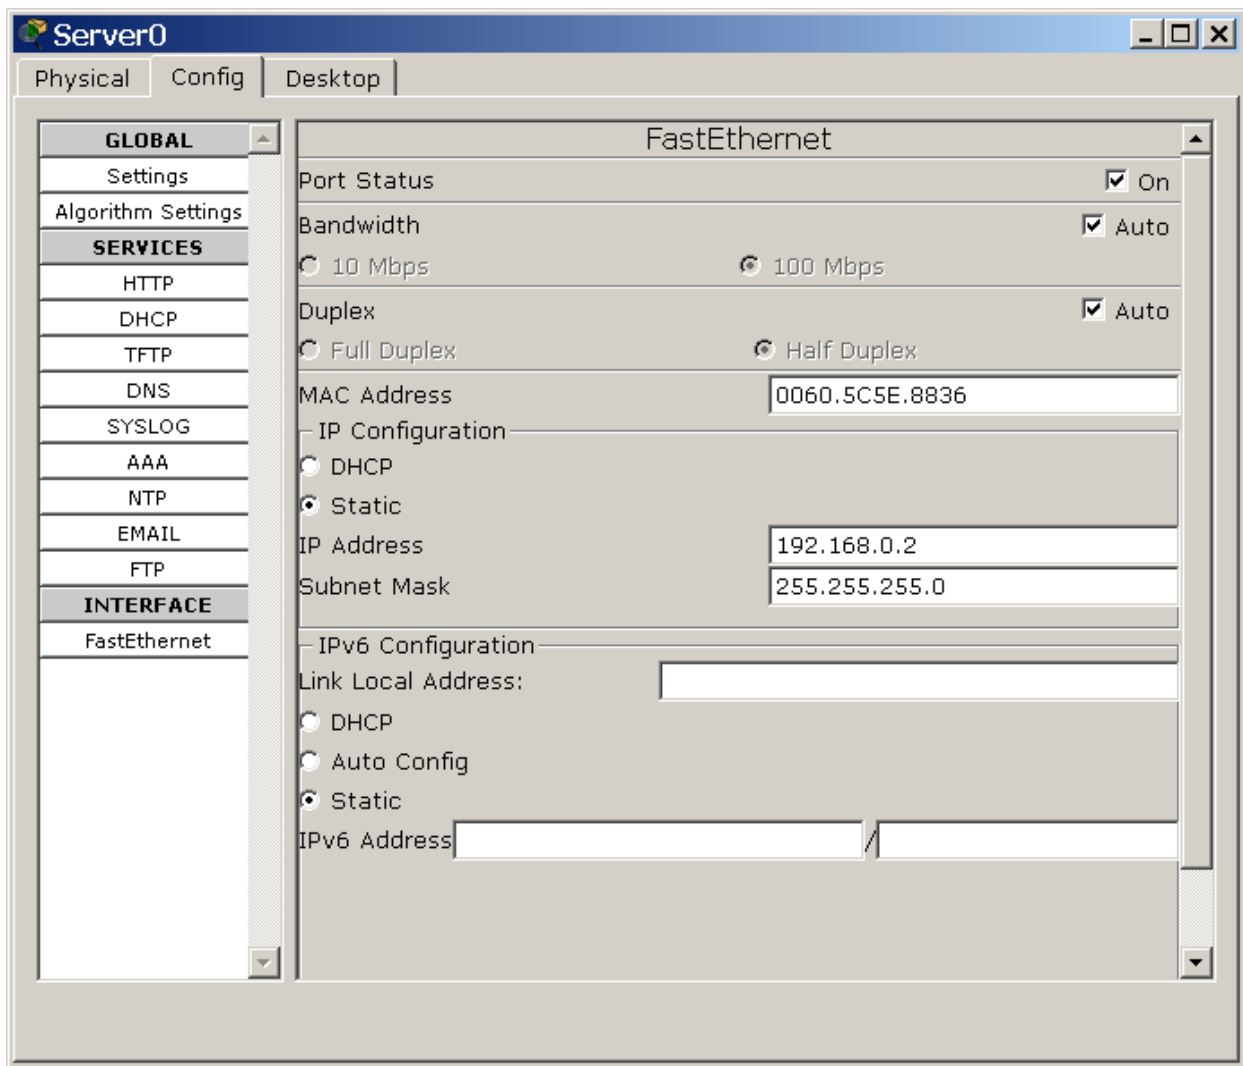 Server0
Physical Config Desktop
GLOBAL
Settings
Algorithm Settings
SERVICES
HTTP
DHCP
TFTP
DNS
SYSLOG
AAA
NTP
EMAIL
FTP
INTERFACE
FastEthernet
FastEthernet
Port Status On
Bandwidth Auto
10 Mbps 100 Mbps
Duplex Auto
Full Duplex Half Duplex
MAC Address 0060.5C5E.8836
IP Configuration
DHCP
Static
IP Address 192.168.0.2
Subnet Mask 255.255.255.0
IPv6 Configuration
Link Local Address:
DHCP
Auto Config
Static
IPv6 Address /